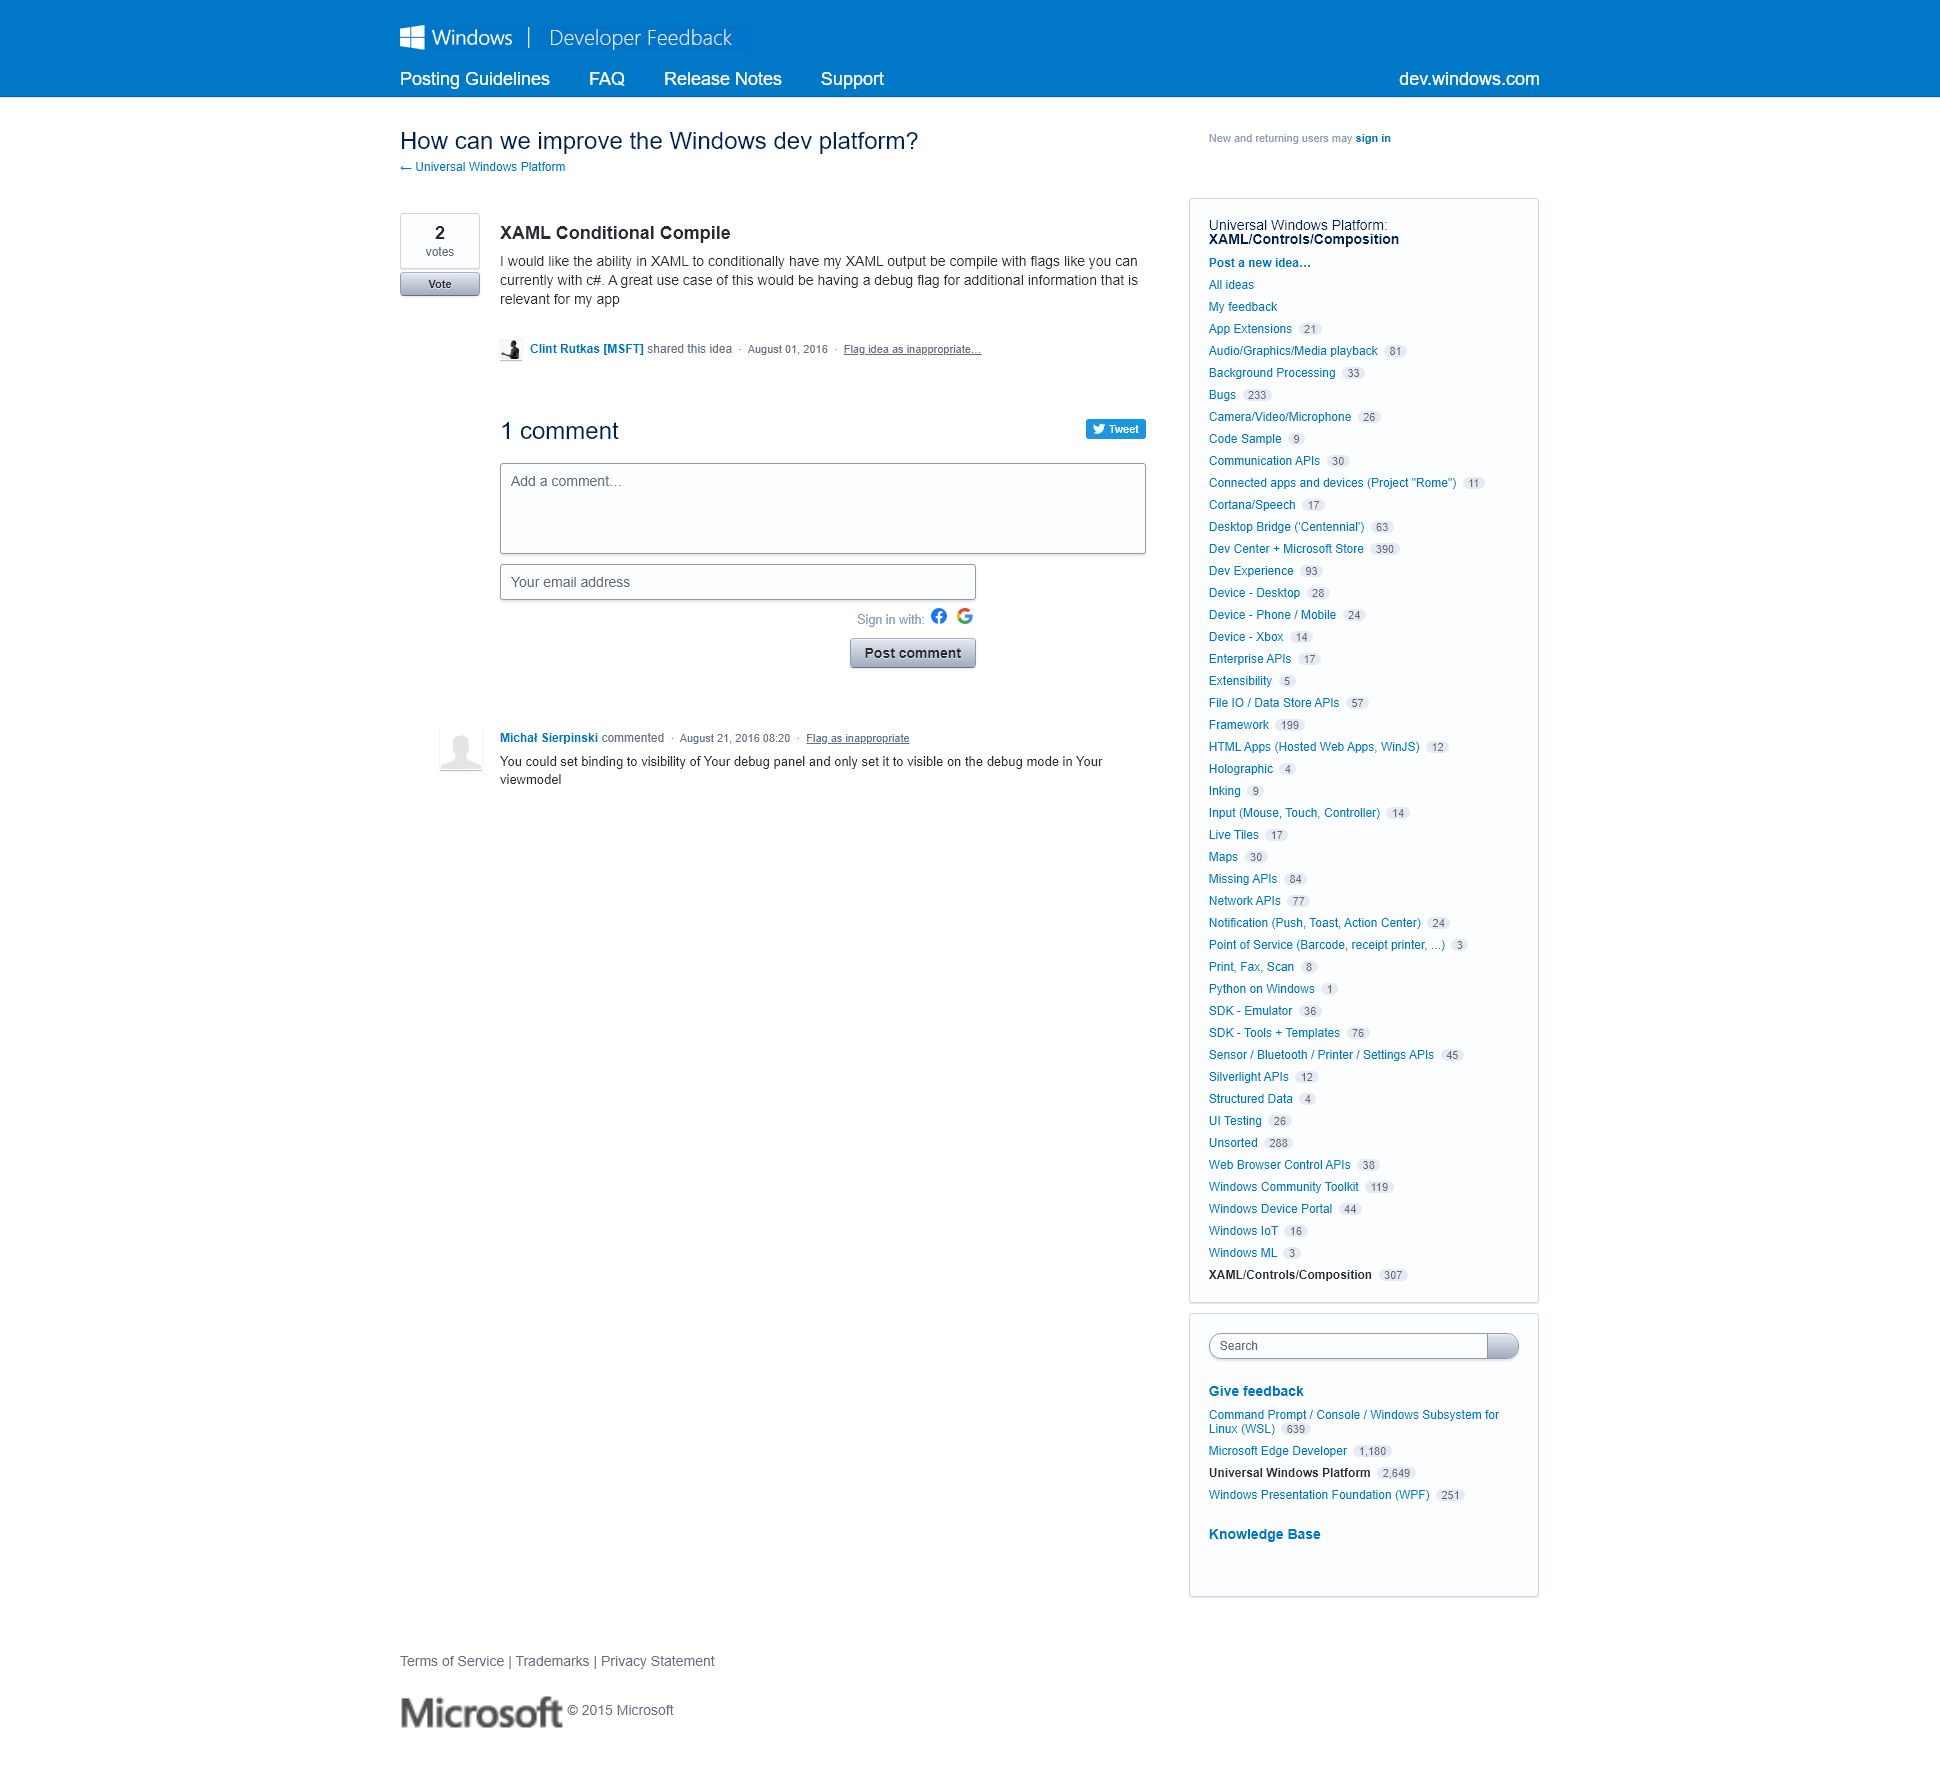 Windows | Developer Feedback
Posting Guidelines FAQ Release Notes Support dev.windows.com
How can we improve the Windows dev platform?
← Universal Windows Platform
New and returning users may sign in
2
votes
Vote
XAML Conditional Compile
I would like the ability in XAML to conditionally have my XAML output be compile with flags like you can
currently with c#. A great use case of this would be having a debug flag for additional information that is
relevant for my app
Clint Rutkas [MSFT] shared this idea · August 01, 2016 · Flag idea as inappropriate…
1 comment
Tweet
Add a comment…
Your email address
Sign in with:
Post comment
Michał Sierpinski commented · August 21, 2016 08:20 · Flag as inappropriate
You could set binding to visibility of Your debug panel and only set it to visible on the debug mode in Your
viewmodel
Universal Windows Platform:
XAML/Controls/Composition
Post a new idea…
All ideas
My feedback
App Extensions 21
Audio/Graphics/Media playback 81
Background Processing 33
Bugs 233
Camera/Video/Microphone 26
Code Sample 9
Communication APIs 30
Connected apps and devices (Project "Rome") 11
Cortana/Speech 17
Desktop Bridge ('Centennial') 63
Dev Center + Microsoft Store 390
Dev Experience 93
Device - Desktop 28
Device - Phone / Mobile 24
Device - Xbox 14
Enterprise APIs 17
Extensibility 5
File IO / Data Store APIs 57
Framework 199
HTML Apps (Hosted Web Apps, WinJS) 12
Holographic 4
Inking 9
Input (Mouse, Touch, Controller) 14
Live Tiles 17
Maps 30
Missing APIs 84
Network APIs 77
Notification (Push, Toast, Action Center) 24
Point of Service (Barcode, receipt printer, ...) 3
Print, Fax, Scan 8
Python on Windows 1
SDK - Emulator 36
SDK - Tools + Templates 76
Sensor / Bluetooth / Printer / Settings APIs 45
Silverlight APIs 12
Structured Data 4
UI Testing 26
Unsorted 288
Web Browser Control APIs 38
Windows Community Toolkit 119
Windows Device Portal 44
Windows IoT 16
Windows ML 3
XAML/Controls/Composition 307
Search
Give feedback
Command Prompt / Console / Windows Subsystem for
Linux (WSL) 639
Microsoft Edge Developer 1,180
Universal Windows Platform 2,649
Windows Presentation Foundation (WPF) 251
Knowledge Base
Terms of Service | Trademarks | Privacy Statement
Microsoft © 2015 Microsoft